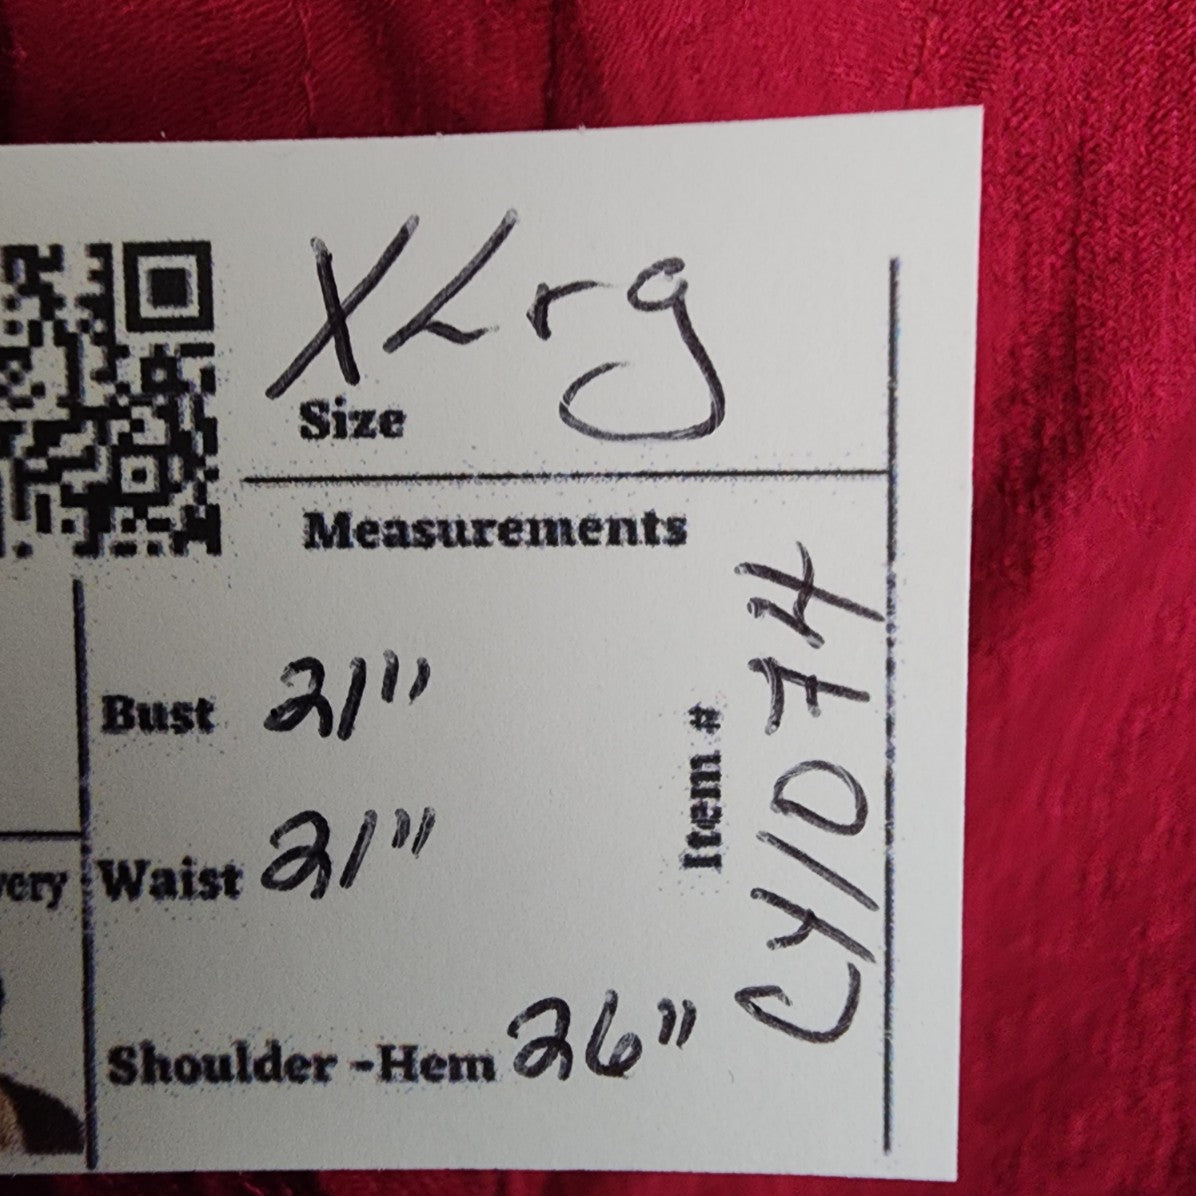 XLrg
Size
Measurements
Bust 21"
Waist 21"
Shoulder -Hem 26"
Item #
CY1074